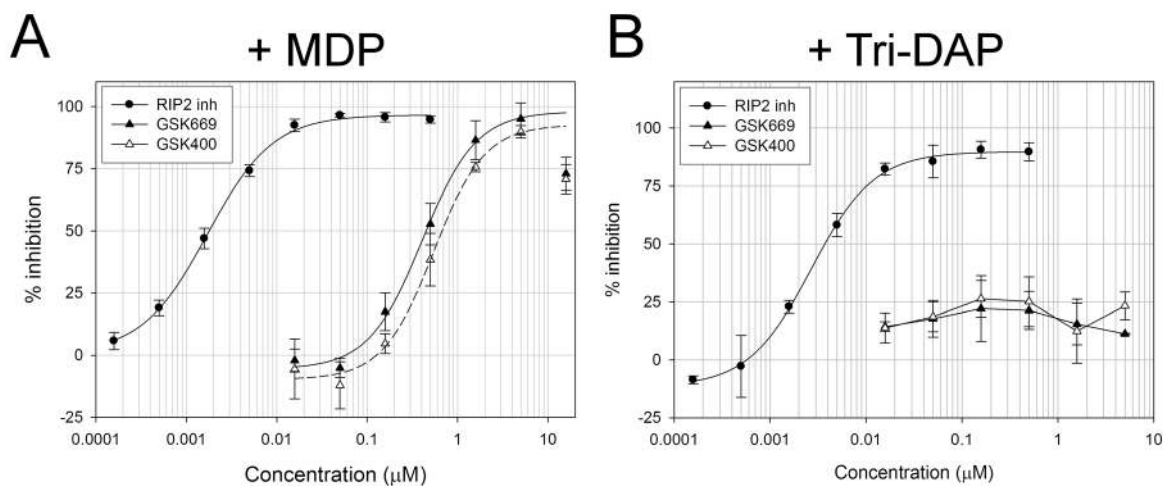 A
+ MDP
RIP2 inh
GSK669
GSK400
100
75
50
25
0
-25
% inhibition
0.0001
0.001
0.01
0.1
1
10
Concentration (μM)
B
+ Tri-DAP
RIP2 inh
GSK669
GSK400
100
75
50
25
0
-25
% inhibition
0.0001
0.001
0.01
0.1
1
10
Concentration (μM)